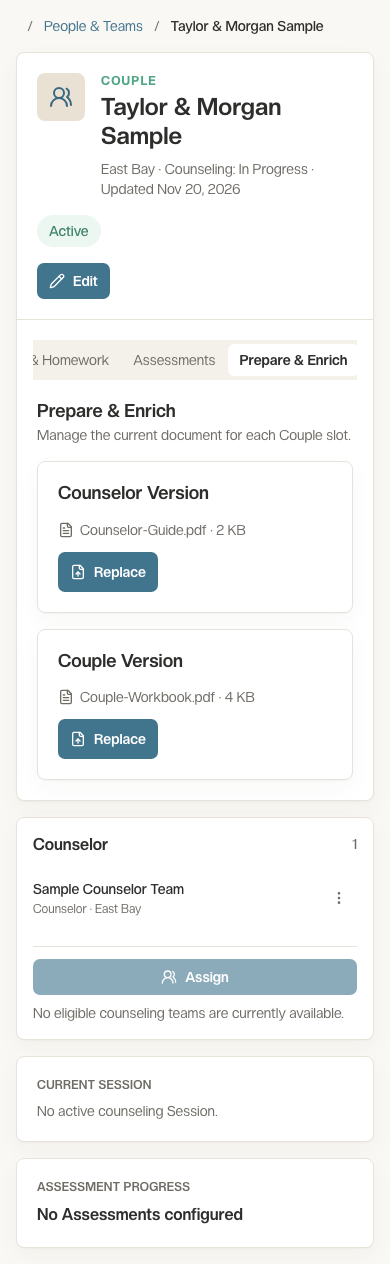 / People & Teams / Taylor & Morgan Sample
COUPLE
Taylor & Morgan
Sample
East Bay · Counseling: In Progress ·
Updated Nov 20, 2026
Active
Edit
& Homework Assessments Prepare & Enrich
Prepare & Enrich
Manage the current document for each Couple slot.
Counselor Version
Counselor-Guide.pdf · 2 KB
Replace
Couple Version
Couple-Workbook.pdf · 4 KB
Replace
Counselor 1
Sample Counselor Team
Counselor · East Bay
Assign
No eligible counseling teams are currently available.
CURRENT SESSION
No active counseling Session.
ASSESSMENT PROGRESS
No Assessments configured